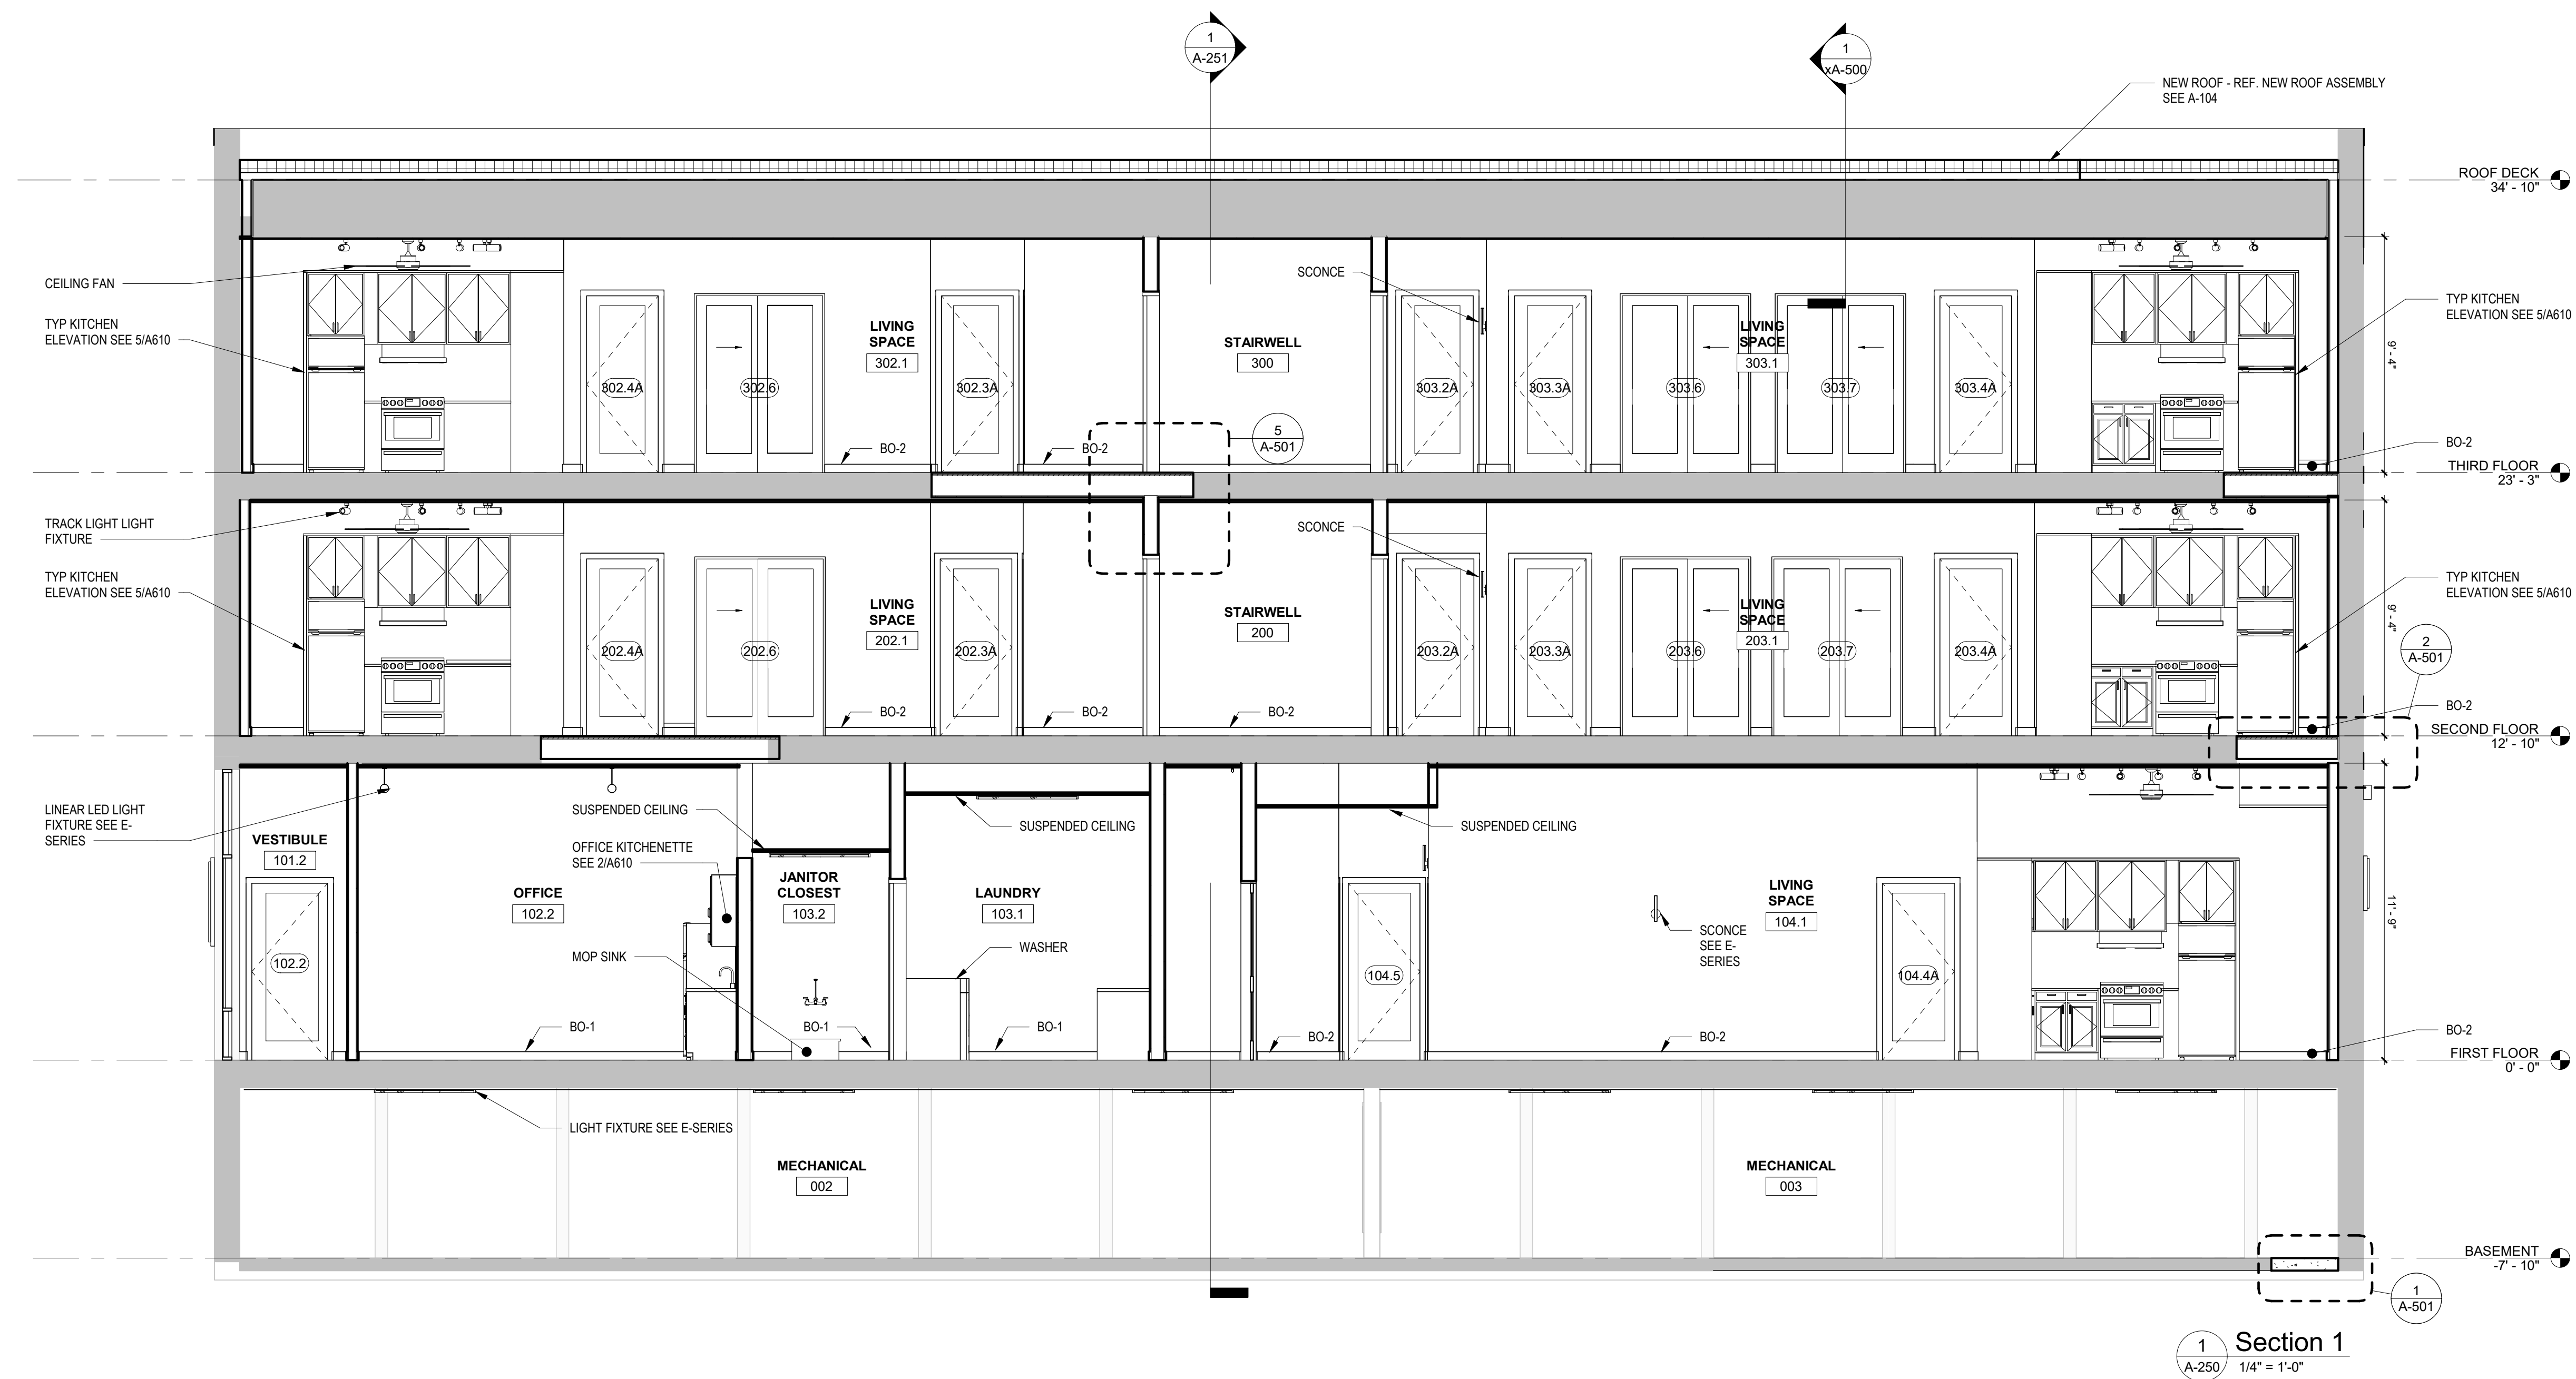 1
A-251
1
xA-500
NEW ROOF - REF. NEW ROOF ASSEMBLY
SEE A-104
ROOF DECK
34' - 10"
CEILING FAN
TYP KITCHEN
ELEVATION SEE 5/A610
LIVING
SPACE
302.1
STAIRWELL
300
SCONCE
LIVING
SPACE
303.1
TYP KITCHEN
ELEVATION SEE 5/A610
9' - 4"
302.4A
302.6
302.3A
303.2A
303.3A
303.6
303.7
303.4A
BO-2
BO-2
5
A-501
BO-2
THIRD FLOOR
23' - 3"
TRACK LIGHT LIGHT
FIXTURE
SCONCE
TYP KITCHEN
ELEVATION SEE 5/A610
LIVING
SPACE
202.1
STAIRWELL
200
LIVING
SPACE
203.1
TYP KITCHEN
ELEVATION SEE 5/A610
9' - 4"
202.4A
202.6
202.3A
203.2A
203.3A
203.6
203.7
203.4A
2
A-501
BO-2
BO-2
BO-2
BO-2
SECOND FLOOR
12' - 10"
LINEAR LED LIGHT
FIXTURE SEE E-
SERIES
VESTIBULE
101.2
SUSPENDED CEILING
OFFICE KITCHENETTE
SEE 2/A610
SUSPENDED CEILING
SUSPENDED CEILING
OFFICE
102.2
JANITOR
CLOSEST
103.2
LAUNDRY
103.1
LIVING
SPACE
104.1
11' - 9"
SCONCE
SEE E-
SERIES
MOP SINK
WASHER
102.2
104.5
104.4A
BO-1
BO-1
BO-1
BO-2
BO-2
BO-2
FIRST FLOOR
0' - 0"
LIGHT FIXTURE SEE E-SERIES
MECHANICAL
002
MECHANICAL
003
BASEMENT
-7' - 10"
1
A-501
1
A-250
Section 1
1/4" = 1'-0"